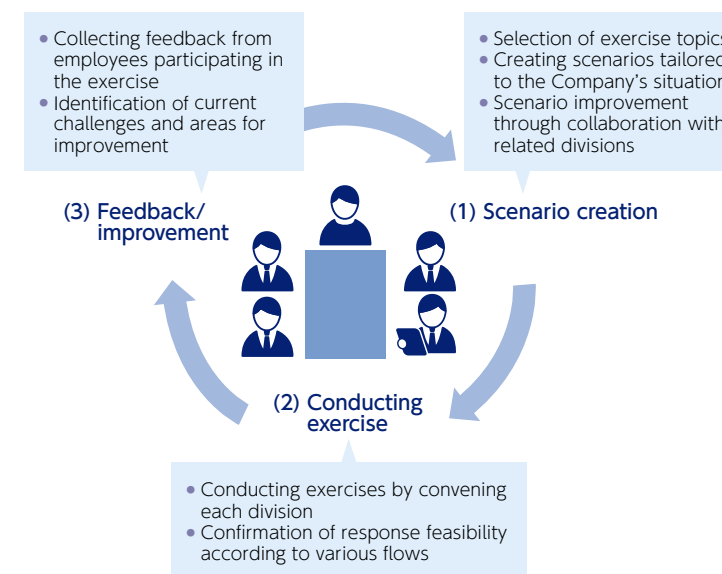 • Collecting feedback from
employees participating in
the exercise
• Identification of current
challenges and areas for
improvement
(3) Feedback/
improvement
• Selection of exercise topics
• Creating scenarios tailored
to the Company's situation
• Scenario improvement
through collaboration with
related divisions
(1) Scenario creation
(2) Conducting
exercise
• Conducting exercises by convening
each division
• Confirmation of response feasibility
according to various flows